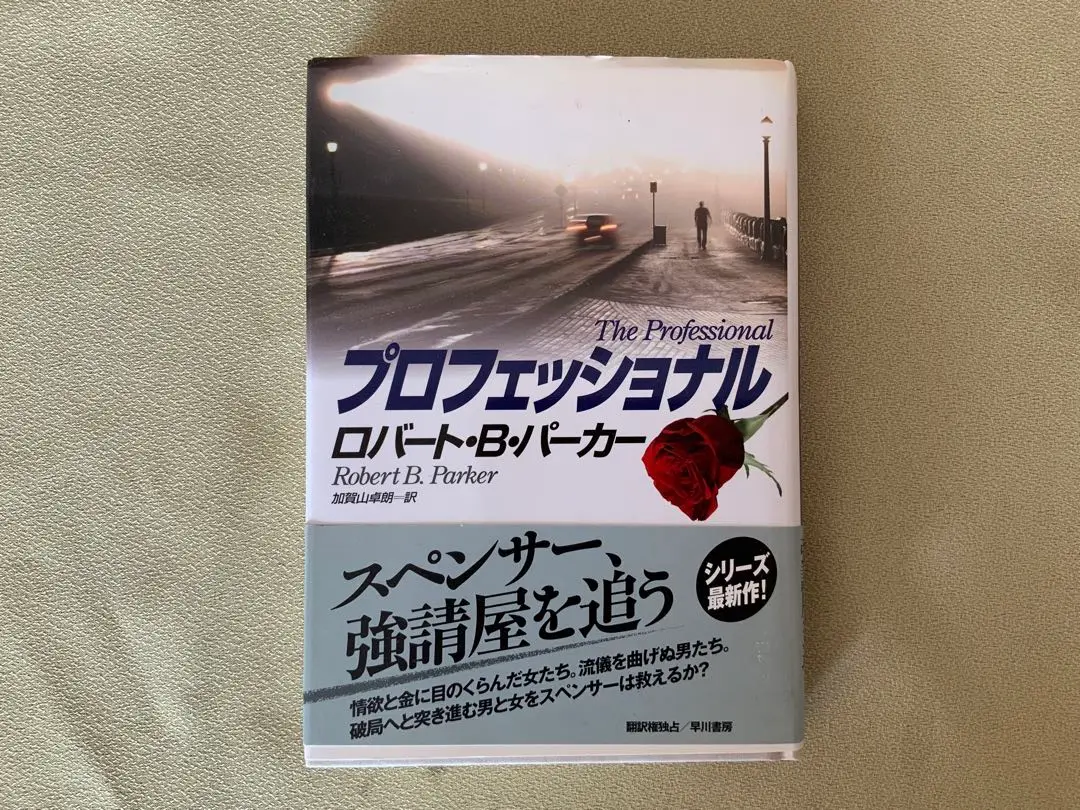 The Professional
プロフェッショナル
ロバート・B・パーカー
Robert B. Parker
加賀山卓朗=訳
スペンサー、
強請屋を追う
シリーズ
最新作!
情欲と金に目のくらんだ女たち。流儀を曲げぬ男たち。
破局へと突き進む男と女をスペンサーは救えるか?
翻訳権独占/早川書房